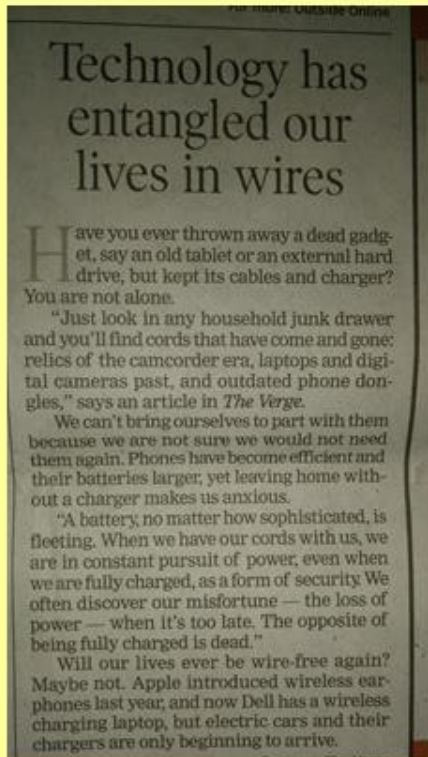 For more: Outside Online
Technology has
entangled our
lives in wires
Have you ever thrown away a dead gadg-
et, say an old tablet or an external hard
drive, but kept its cables and charger?
You are not alone.
“Just look in any household junk drawer
and you’ll find cords that have come and gone:
relics of the camcorder era, laptops and digi-
tal cameras past, and outdated phone don-
gles,” says an article in The Verge.
We can’t bring ourselves to part with them
because we are not sure we would not need
them again. Phones have become efficient and
their batteries larger, yet leaving home with-
out a charger makes us anxious.
“A battery, no matter how sophisticated, is
fleeting. When we have our cords with us, we
are in constant pursuit of power, even when
we are fully charged, as a form of security. We
often discover our misfortune — the loss of
power — when it’s too late. The opposite of
being fully charged is dead.”
Will our lives ever be wire-free again?
Maybe not. Apple introduced wireless ear-
phones last year, and now Dell has a wireless
charging laptop, but electric cars and their
chargers are only beginning to arrive.